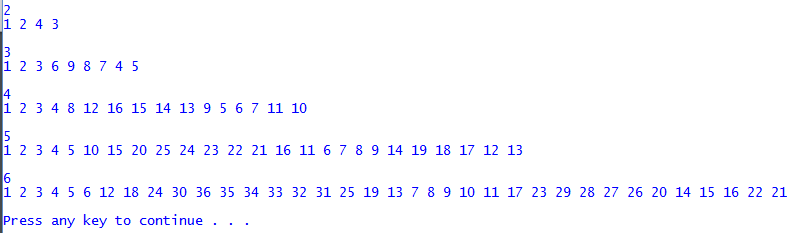 2
1 2 4 3
3
1 2 3 6 9 8 7 4 5
4
1 2 3 4 8 12 16 15 14 13 9 5 6 7 11 10
5
1 2 3 4 5 10 15 20 25 24 23 22 21 16 11 6 7 8 9 14 19 18 17 12 13
6
1 2 3 4 5 6 12 18 24 30 36 35 34 33 32 31 25 19 13 7 8 9 10 11 17 23 29 28 27 26 20 14 15 16 22 21
Press any key to continue . . .